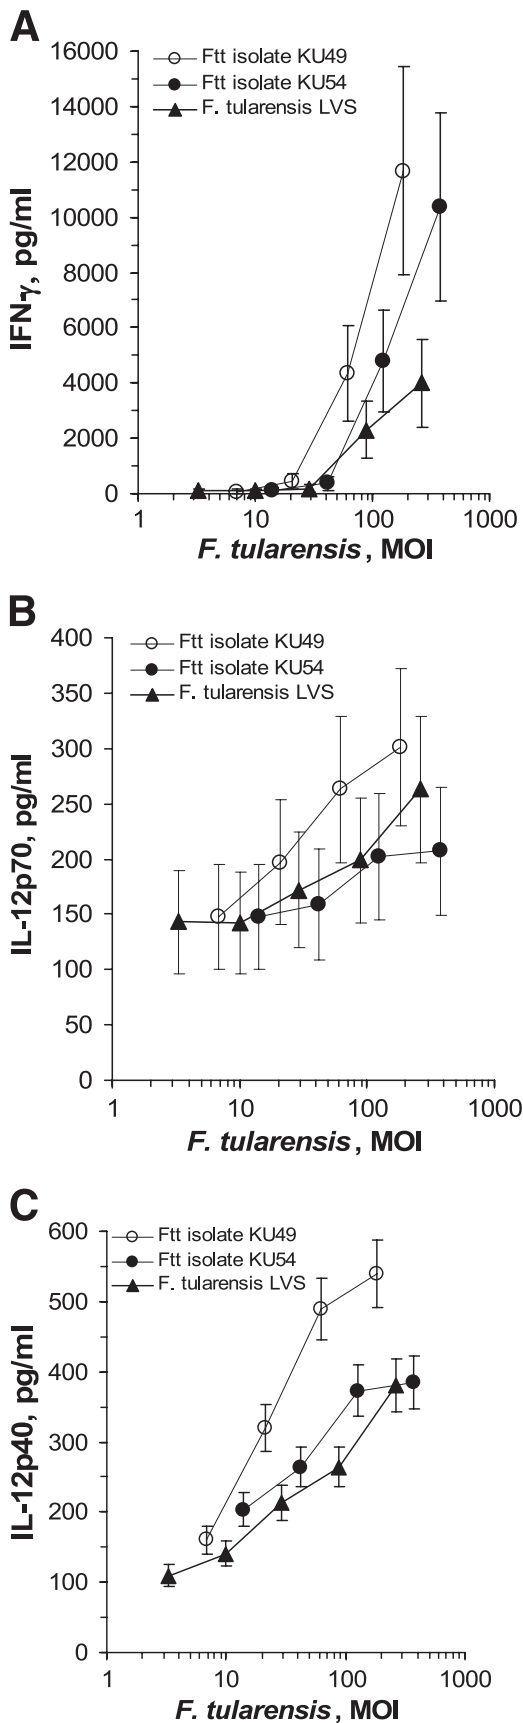 A
16000
14000
12000
10000
8000
6000
4000
2000
0
IFN-γ, pg/ml
Ftt isolate KU49
Ftt isolate KU54
F. tularensis LVS
1 10 100 1000
F. tularensis, MOI
B
400
350
300
250
200
150
100
50
0
IL-12p70, pg/ml
Ftt isolate KU49
Ftt isolate KU54
F. tularensis LVS
1 10 100 1000
F. tularensis, MOI
C
600
500
400
300
200
100
0
IL-12p40, pg/ml
Ftt isolate KU49
Ftt isolate KU54
F. tularensis LVS
1 10 100 1000
F. tularensis, MOI